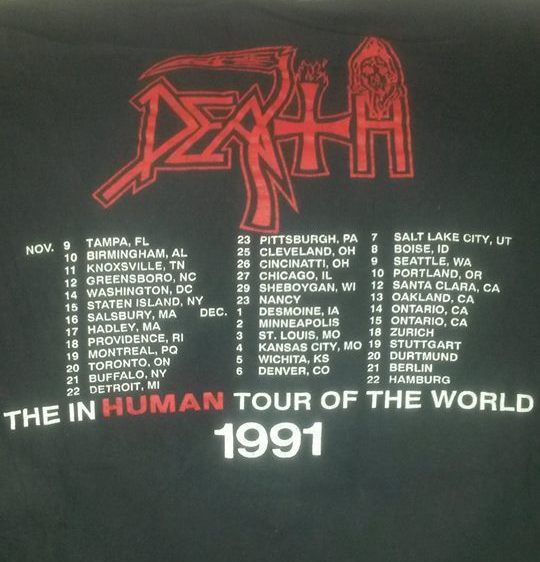 DEATH
NOV. 9 TAMPA, FL
10 BIRMINGHAM, AL
11 KNOXSVILLE, TN
12 GREENSBORO, NC
14 WASHINGTON, DC
15 STATEN ISLAND, NY
16 SALSBURY, MA
17 HADLEY, MA
18 PROVIDENCE, RI
19 MONTREAL, PQ
20 TORONTO, ON
21 BUFFALO, NY
22 DETROIT, MI
23 PITTSBURGH, PA
25 CLEVELAND, OH
26 CINCINATTI, OH
27 CHICAGO, IL
29 SHEBOYGAN, WI
23 NANCY
DEC. 1 DESMOINE, IA
2 MINNEAPOLIS
3 ST. LOUIS, MO
4 KANSAS CITY, MO
5 WICHITA, KS
6 DENVER, CO
7 SALT LAKE CITY, UT
8 BOISE, ID
9 SEATTLE, WA
10 PORTLAND, OR
12 SANTA CLARA, CA
13 OAKLAND, CA
14 ONTARIO, CA
15 ONTARIO, CA
18 ZURICH
19 STUTTGART
20 DURTMUND
21 BERLIN
22 HAMBURG
THE IN HUMAN TOUR OF THE WORLD
1991